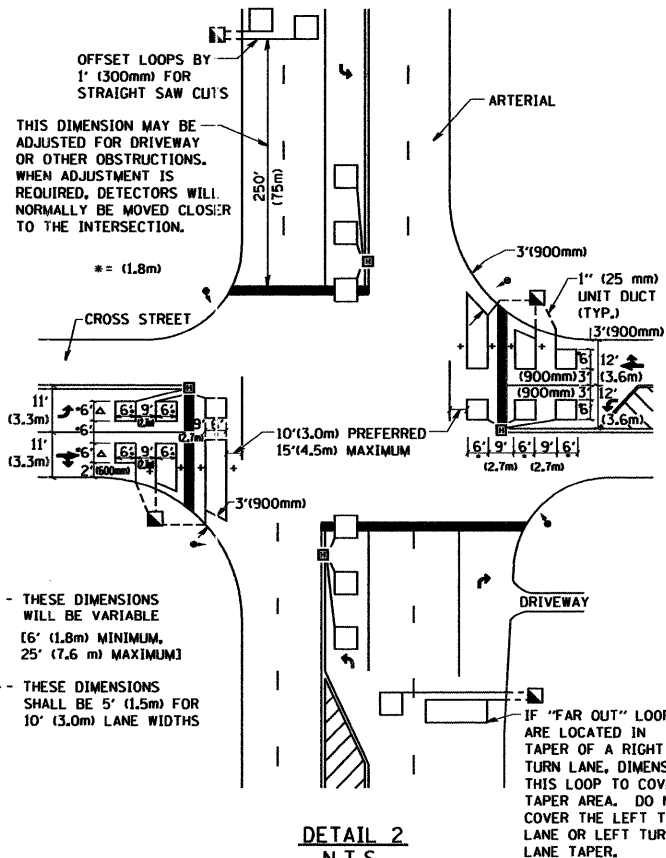 OFFSET LOOPS BY
1' (300mm) FOR
STRAIGHT SAW CUTS
ARTERIAL
THIS DIMENSION MAY BE
ADJUSTED FOR DRIVEWAY
OR OTHER OBSTRUCTIONS.
WHEN ADJUSTMENT IS
REQUIRED, DETECTORS WILL
NORMALLY BE MOVED CLOSER
TO THE INTERSECTION.
250'
(75m)
* = (1.8m)
3'(900mm)
1" (25 mm)
UNIT DUCT
(TYP.)
CROSS STREET
3'(900mm)
6'
12'
(900mm) 3'
(3.6m)
(900mm) 3'
12'
6'
(3.6m)
11'
(3.3m)
*6'
6' 9' 6'
*6'
9' 6'
(2.7m)
11'
(3.3m)
*6'
6' 9' 6'
2' (600mm)
10'(3.0m) PREFERRED
15'(4.5m) MAXIMUM
6' 9' 6' 9' 6'
(2.7m) (2.7m)
3'(900mm)
H
H
H
H
- THESE DIMENSIONS
WILL BE VARIABLE
[6' (1.8m) MINIMUM,
25' (7.6 m) MAXIMUM]
- THESE DIMENSIONS
SHALL BE 5' (1.5m) FOR
10' (3.0m) LANE WIDTHS
DRIVEWAY
IF "FAR OUT" LOOP
ARE LOCATED IN
TAPER OF A RIGHT
TURN LANE, DIMENS
THIS LOOP TO COV
TAPER AREA. DO N
COVER THE LEFT T
LANE OR LEFT TUR
LANE TAPER.
DETAIL 2
N.T.S.